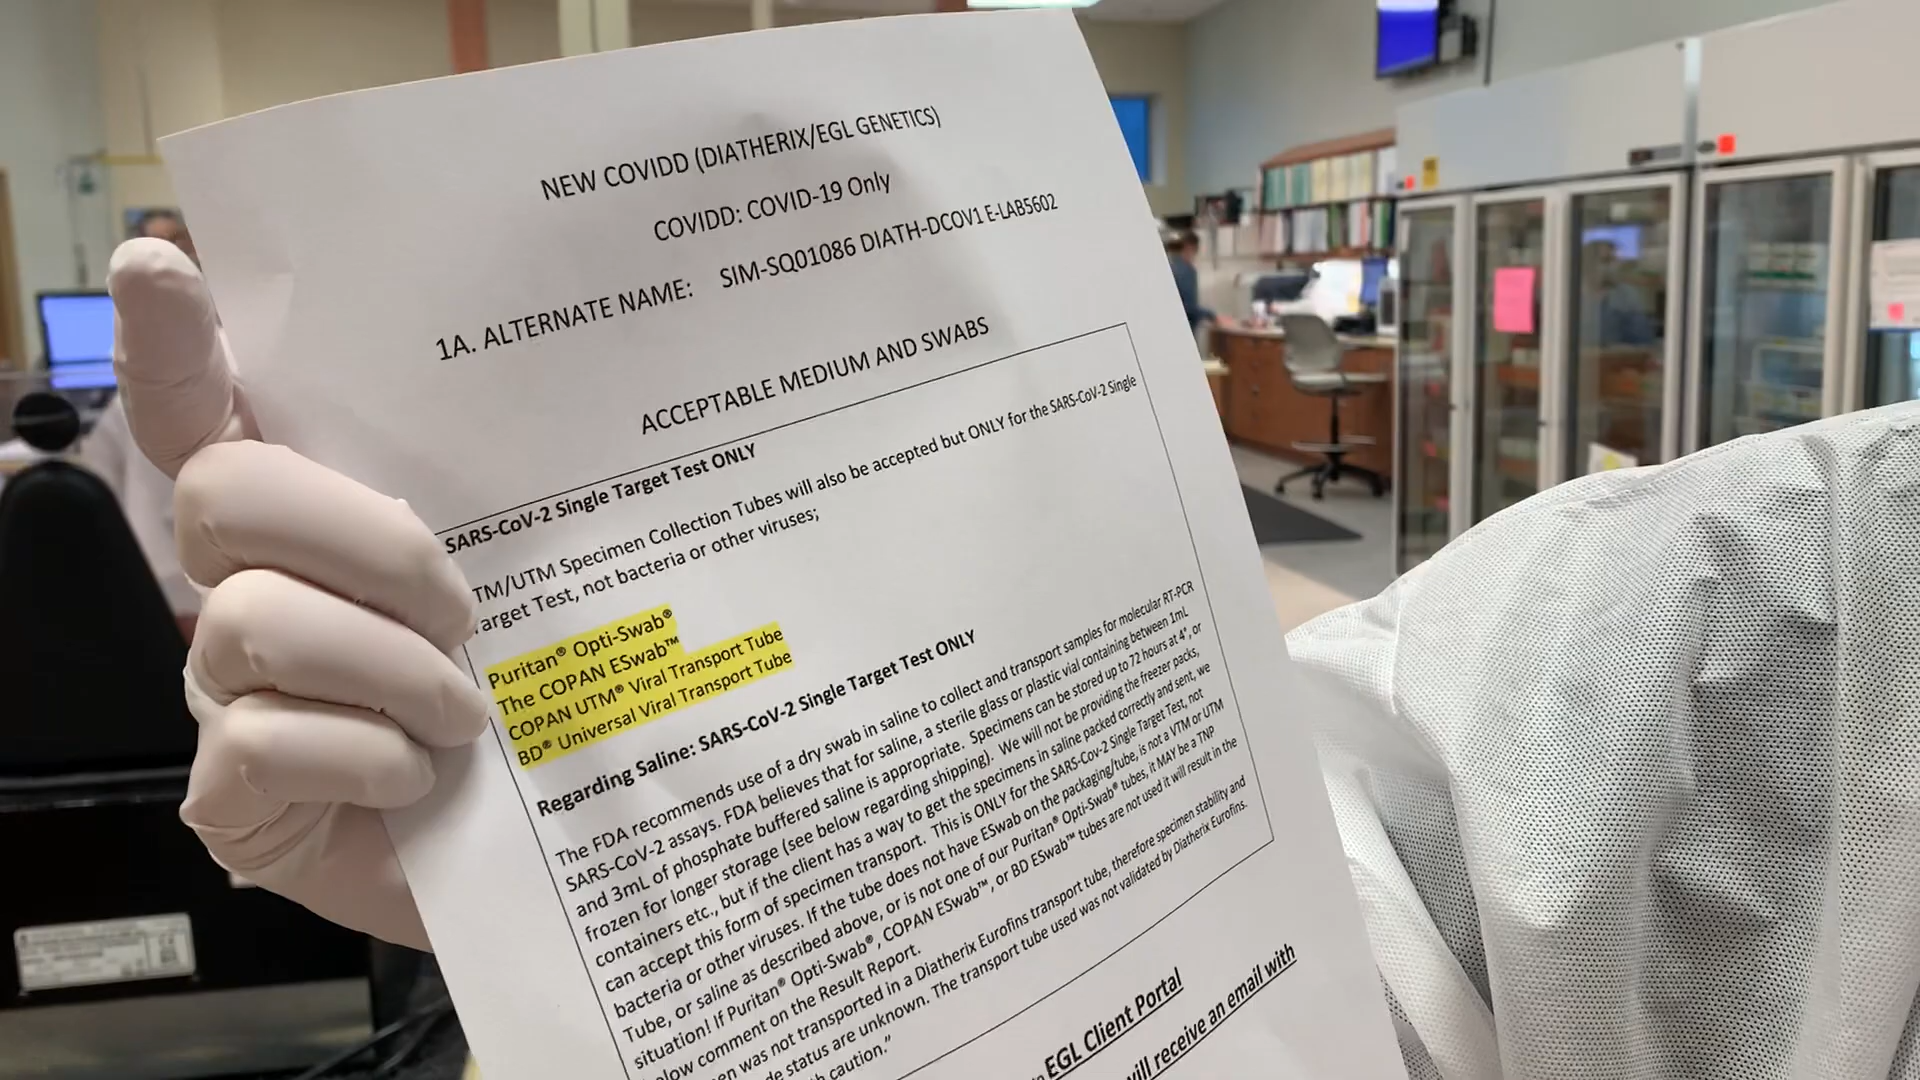 NEW COVIDD (DIATHERIX/EGL GENETICS)
COVIDD: COVID-19 Only
1A. ALTERNATE NAME: SIM-SQ01086 DIATH-DCOV1 E-LAB5602
ACCEPTABLE MEDIUM AND SWABS
SARS-CoV-2 Single Target Test ONLY
TM/UTM Specimen Collection Tubes will also be accepted but ONLY for the SARS-CoV-2 Single
arget Test, not bacteria or other viruses;
Puritan® Opti-Swab®
The COPAN ESwab™
COPAN UTM® Viral Transport Tube
BD® Universal Viral Transport Tube
Regarding Saline: SARS-CoV-2 Single Target Test ONLY
The FDA recommends use of a dry swab in saline to collect and transport samples for molecular RT-PCR
SARS-CoV-2 assays. FDA believes that for saline, a sterile glass or plastic vial containing between 1mL
and 3mL of phosphate buffered saline is appropriate. Specimens can be stored up to 72 hours at 4°, or
frozen for longer storage (see below regarding shipping). We will not be providing the freezer packs,
containers etc., but if the client has a way to get the specimens in saline packed correctly and sent, we
can accept this form of specimen transport. This is ONLY for the SARS-Cov-2 Single Target Test, not
bacteria or other viruses. If the tube does not have ESwab on the packaging/tube, is not a VTM or UTM
Tube, or saline as described above, or is not one of our Puritan® Opti-Swab® tubes, it MAY be a TNP
situation! If Puritan® Opti-Swab®, COPAN ESwab™, or BD ESwab™ tubes are not used it will result in the
elow comment on the Result Report.
en was not transported in a Diatherix Eurofins transport tube, therefore specimen stability and
de status are unknown. The transport tube used was not validated by Diatherix Eurofins.
h caution.”
EGL Client Portal
will receive an email with